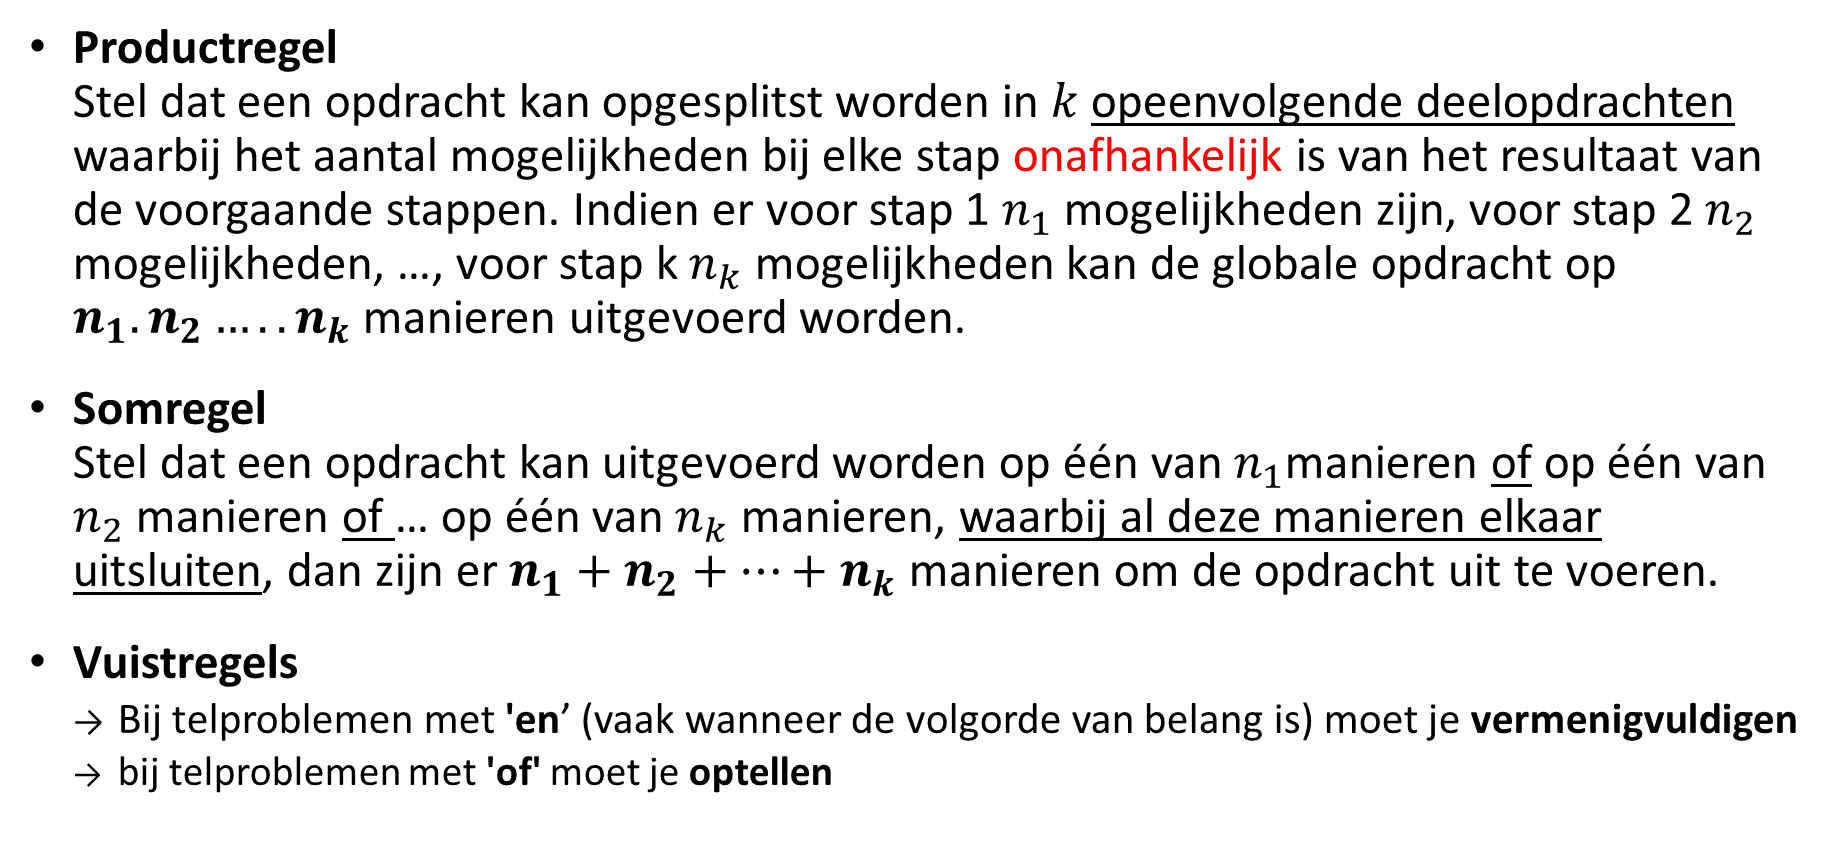 • Productregel
Stel dat een opdracht kan opgesplitst worden in k opeenvolgende deelopdrachten
waarbij het aantal mogelijkheden bij elke stap onafhankelijk is van het resultaat van
de voorgaande stappen. Indien er voor stap 1 n₁ mogelijkheden zijn, voor stap 2 n₂
mogelijkheden, …, voor stap k nₖ mogelijkheden kan de globale opdracht op
n₁. n₂ … . . nₖ manieren uitgevoerd worden.
• Somregel
Stel dat een opdracht kan uitgevoerd worden op één van n₁manieren of op één van
n₂ manieren of … op één van nₖ manieren, waarbij al deze manieren elkaar
uitsluiten, dan zijn er n₁ + n₂ + ⋯ + nₖ manieren om de opdracht uit te voeren.
• Vuistregels
→ Bij telproblemen met 'en’ (vaak wanneer de volgorde van belang is) moet je vermenigvuldigen
→ bij telproblemen met 'of' moet je optellen